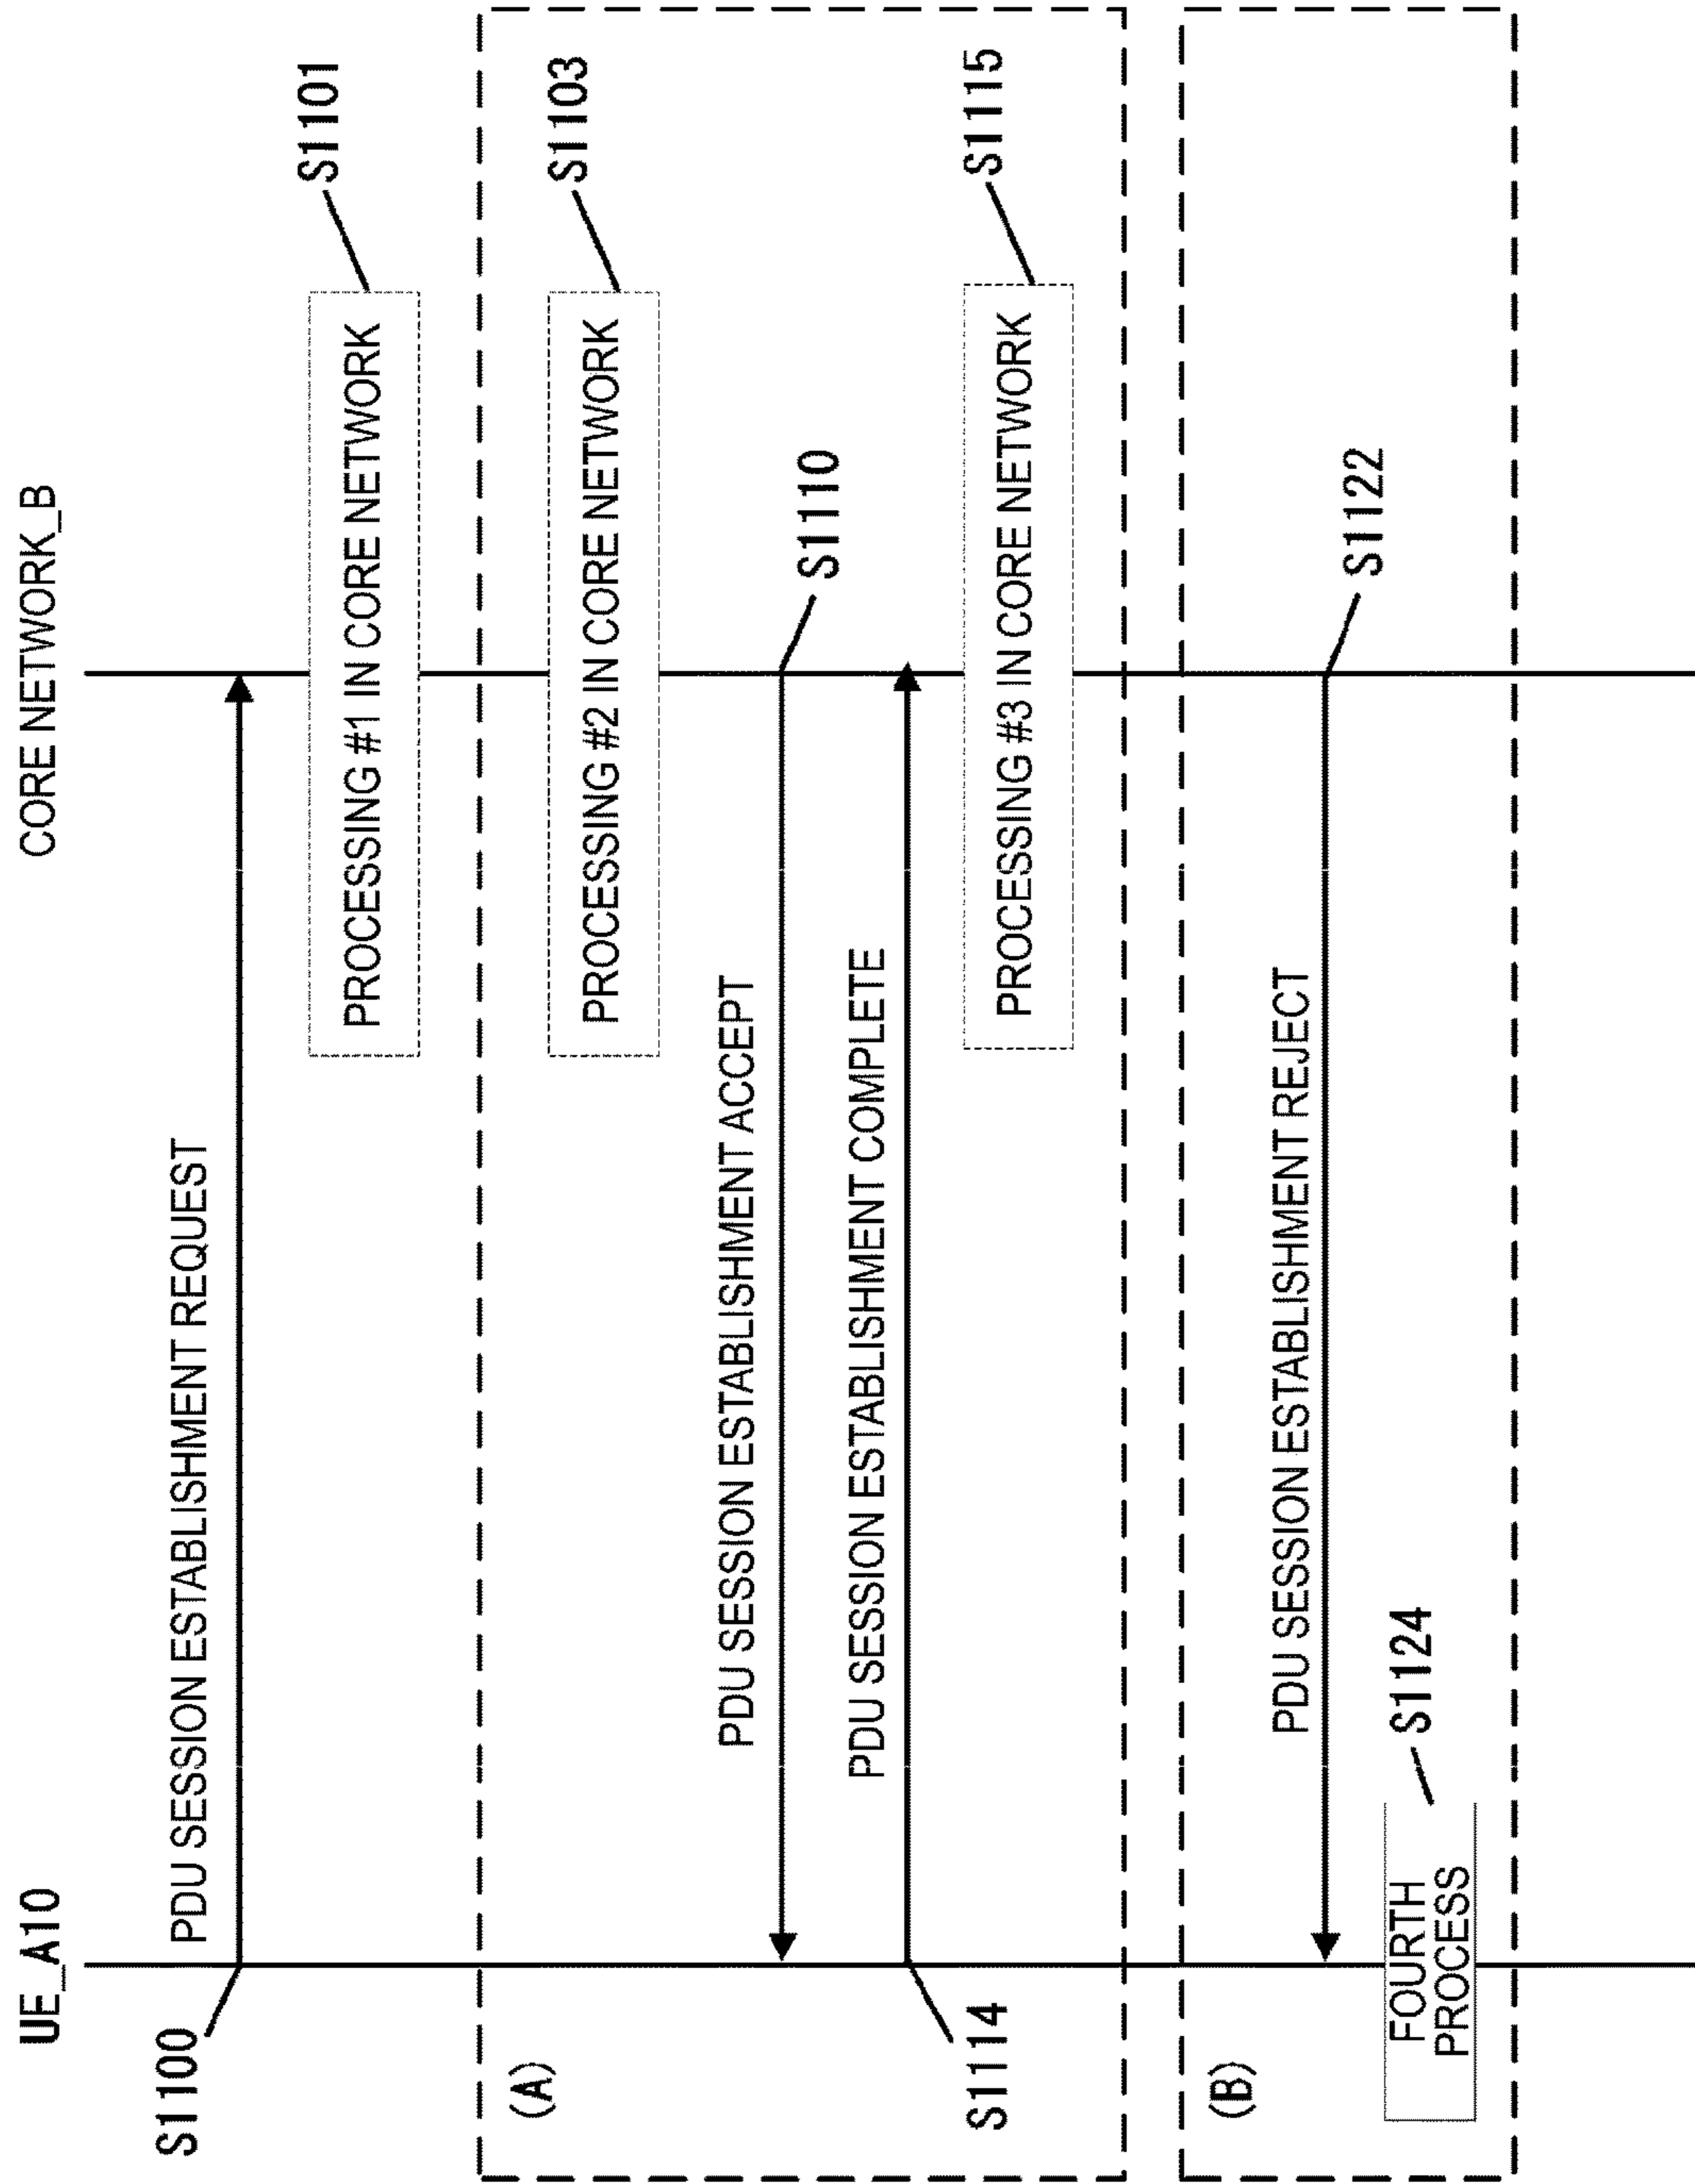 UE_A10
CORE NETWORK_B
S1100
PDU SESSION ESTABLISHMENT REQUEST
PROCESSING #1 IN CORE NETWORK
S1101
(A)
PROCESSING #2 IN CORE NETWORK
S1103
PDU SESSION ESTABLISHMENT ACCEPT
S1110
PDU SESSION ESTABLISHMENT COMPLETE
S1114
PROCESSING #3 IN CORE NETWORK
S1115
(B)
PDU SESSION ESTABLISHMENT REJECT
S1122
FOURTH
PROCESS
S1124